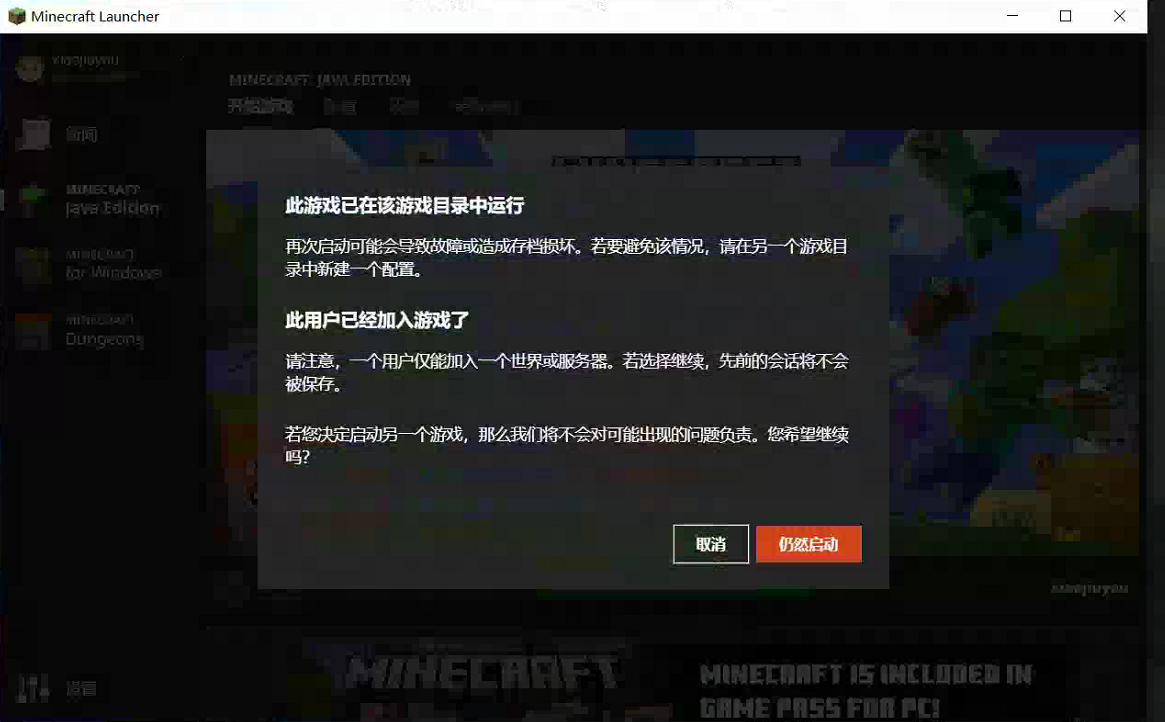 Minecraft Launcher
xiaojiuyou
MINECRAFT: JAVA EDITION
开始游戏
新闻
MINECRAFT
Java Edition
MINECRAFT
for Windows
MINECRAFT
Dungeons
此游戏已在该游戏目录中运行
再次启动可能会导致故障或造成存档损坏。若要避免该情况，请在另一个游戏目
录中新建一个配置。
此用户已经加入游戏了
请注意，一个用户仅能加入一个世界或服务器。若选择继续，先前的会话将不会
被保存。
若您决定启动另一个游戏，那么我们将不会对可能出现的问题负责。您希望继续
吗？
取消 仍然启动
xiaojiuyou
设置
MINECRAFT
MINECRAFT IS INCLUDED IN
GAME PASS FOR PC!